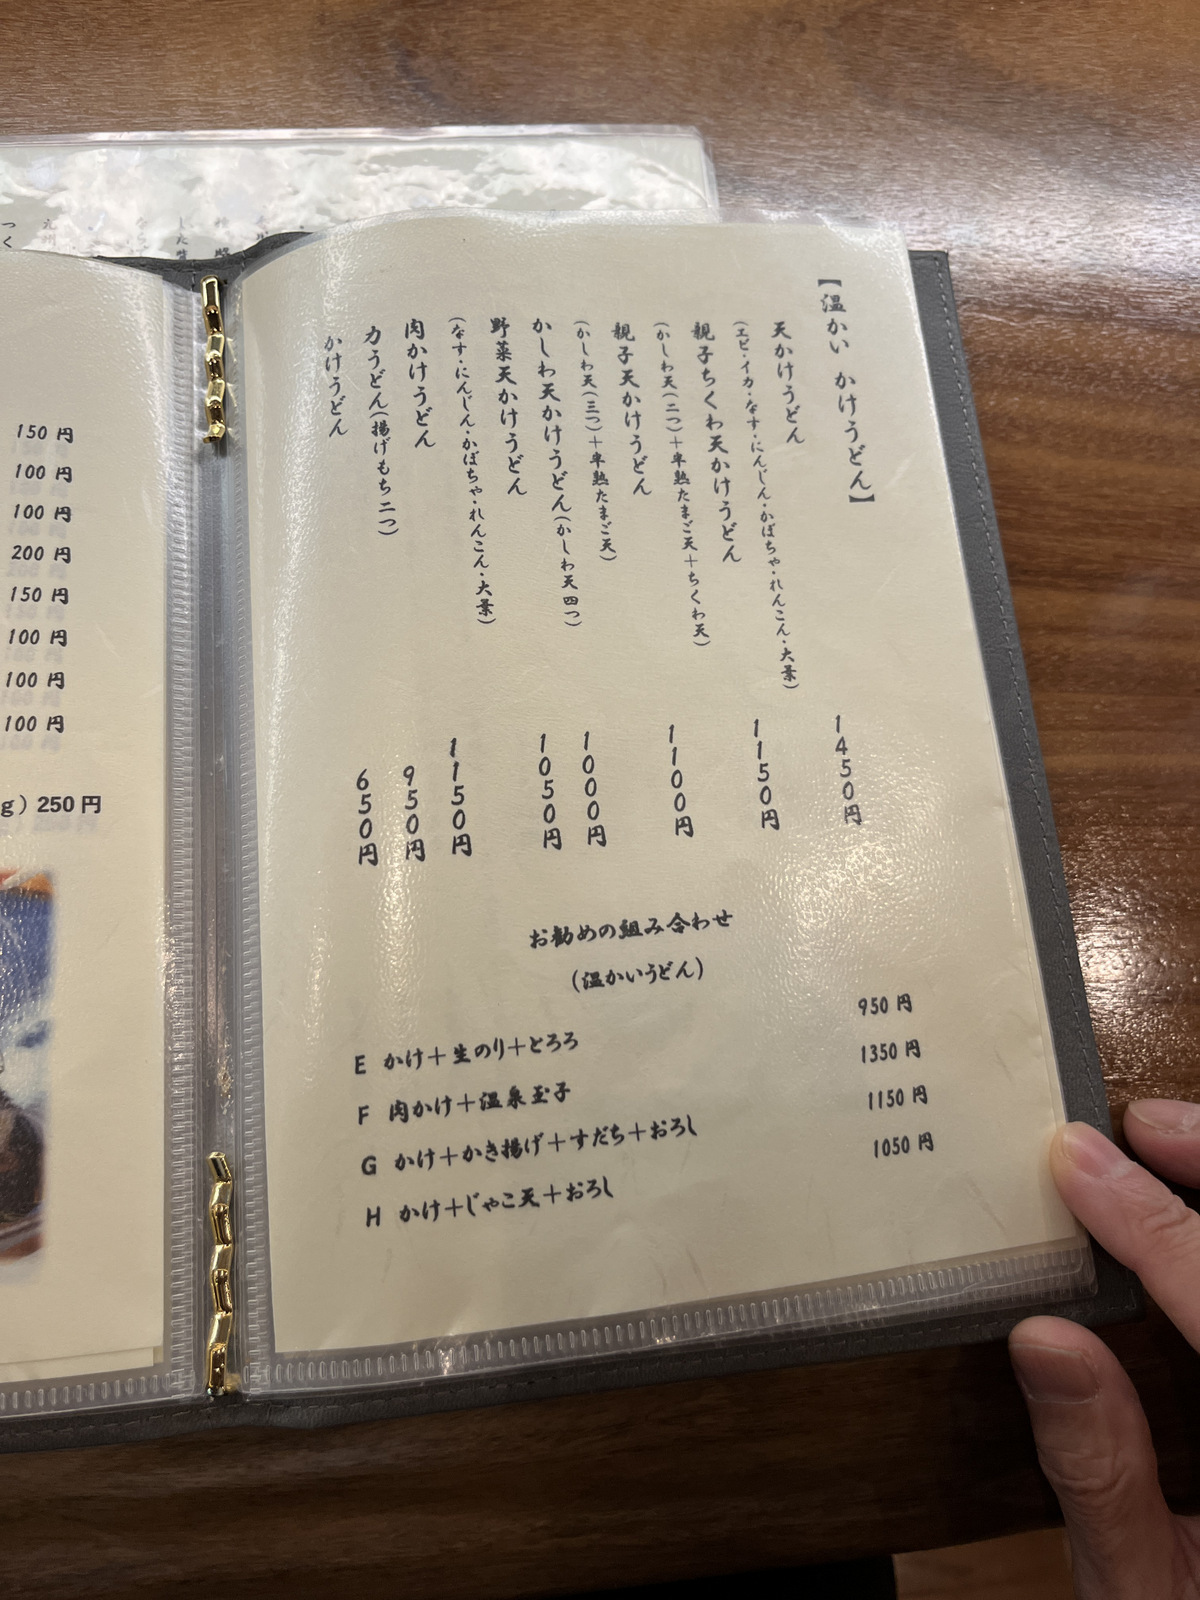 150円
100円
100円
200円
150円
100円
100円
100円
g) 250円
【温かい かけうどん】
天かけうどん 1450円
(エビ・イカ・なす・にんじん・かぼちゃ・れんこん・大葉)
親子ちくわ天かけうどん 1150円
(かしわ天(二つ)+半熟たまご天+ちくわ天)
親子天かけうどん 1100円
(かしわ天(三つ)+半熟たまご天)
かしわ天かけうどん(かしわ天四つ) 1000円
野菜天かけうどん 1050円
(なす・にんじん・かぼちゃ・れんこん・大葉)
肉かけうどん 1150円
力うどん(揚げもち二つ) 950円
かけうどん 650円
お勧めの組み合わせ
(温かいうどん)
E かけ+生のり+とろろ 950円
F 肉かけ+温泉玉子 1350円
G かけ+かき揚げ+すだち+おろし 1150円
H かけ+じゃこ天+おろし 1050円